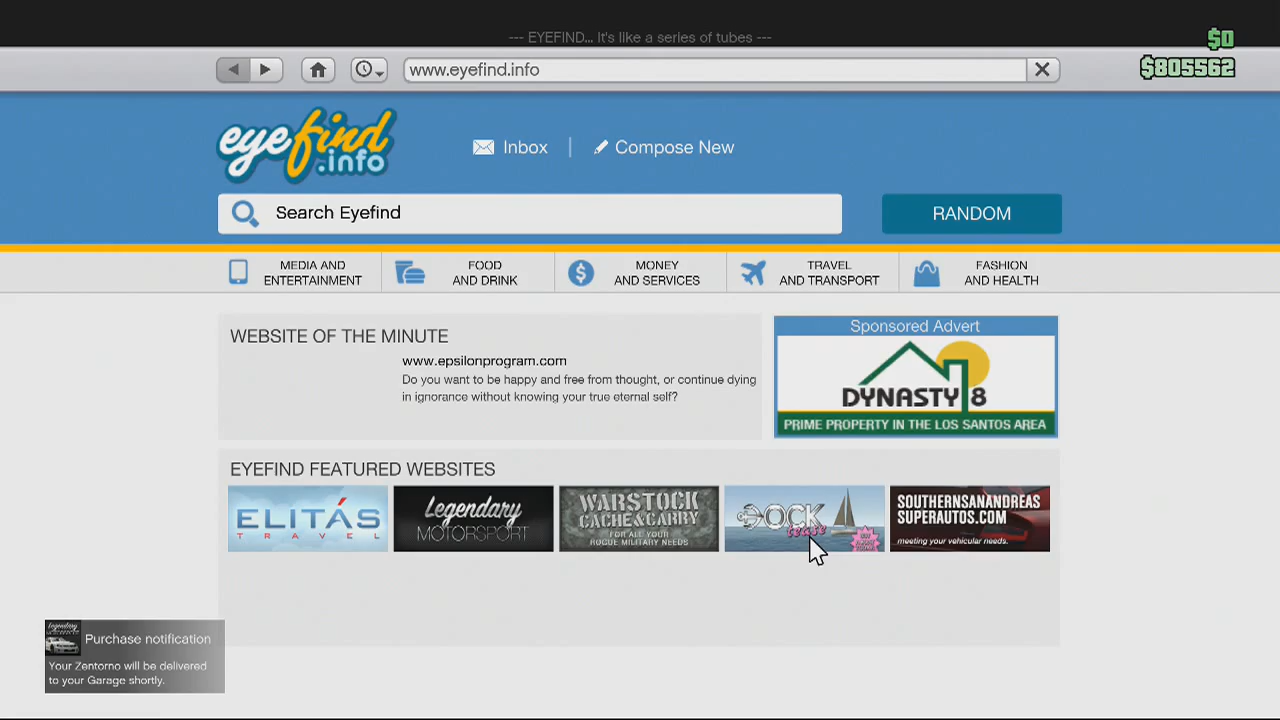 --- EYEFIND... It's like a series of tubes ---
$0
$805562
www.eyefind.info
eyefind
.info
Inbox
Compose New
Search Eyefind
RANDOM
MEDIA AND
ENTERTAINMENT
FOOD
AND DRINK
MONEY
AND SERVICES
TRAVEL
AND TRANSPORT
FASHION
AND HEALTH
WEBSITE OF THE MINUTE
www.epsilonprogram.com
Do you want to be happy and free from thought, or continue dying
in ignorance without knowing your true eternal self?
Sponsored Advert
DYNASTY 8
PRIME PROPERTY IN THE LOS SANTOS AREA
EYEFIND FEATURED WEBSITES
ELITÁS
TRAVEL
Legendary
MOTORSPORT
WARSTOCK
CACHE & CARRY
FOR ALL YOUR
ROGUE MILITARY NEEDS
DOCK
tease
SOUTHERNSANANDREAS
SUPERAUTOS.COM
meeting your vehicular needs.
Purchase notification
Your Zentorno will be delivered
to your Garage shortly.